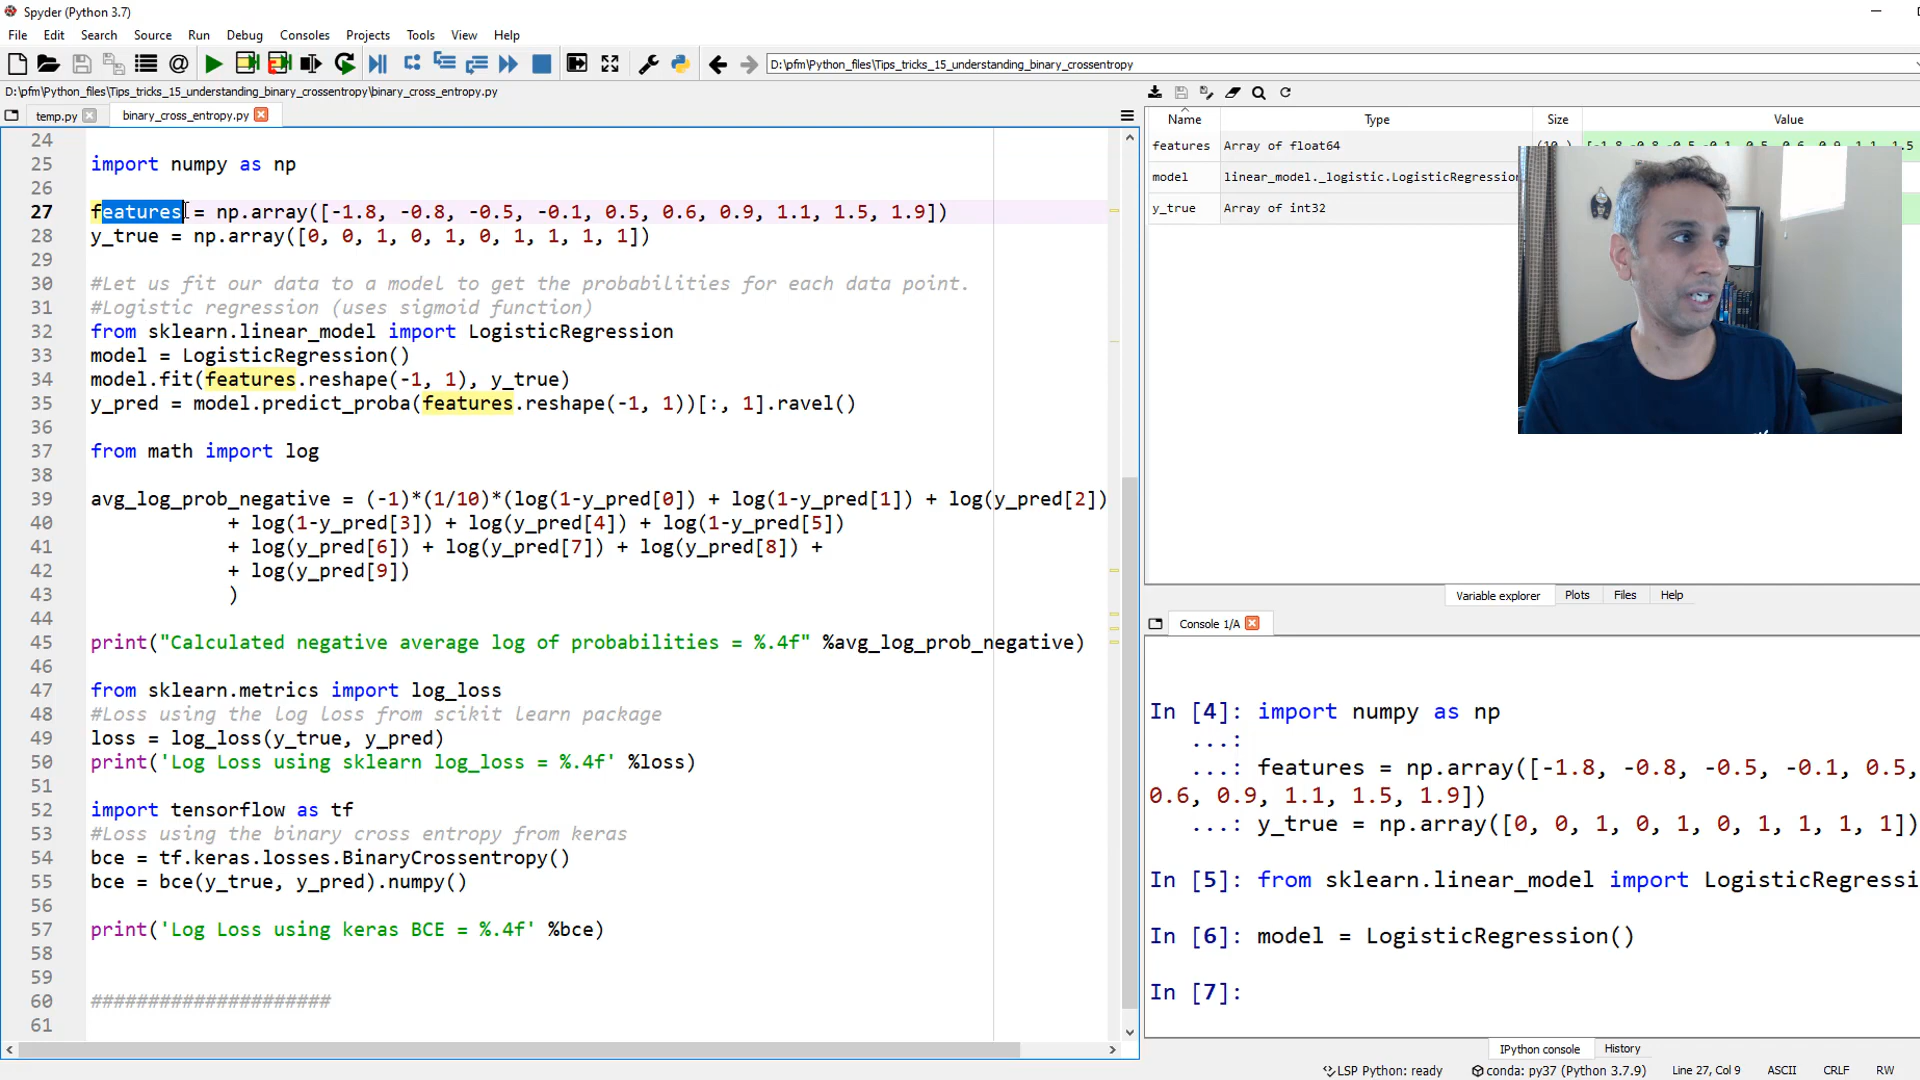 Spyder (Python 3.7)
File Edit Search Source Run Debug Consoles Projects Tools View Help
D:\pfm\Python_files\Tips_tricks_15_understanding_binary_crossentropy
D:\pfm\Python_files\Tips_tricks_15_understanding_binary_crossentropy\binary_cross_entropy.py
temp.py binary_cross_entropy.py
24
25 import numpy as np
26
27 features = np.array([-1.8, -0.8, -0.5, -0.1, 0.5, 0.6, 0.9, 1.1, 1.5, 1.9])
28 y_true = np.array([0, 0, 1, 0, 1, 0, 1, 1, 1, 1])
29
30 #Let us fit our data to a model to get the probabilities for each data point.
31 #Logistic regression (uses sigmoid function)
32 from sklearn.linear_model import LogisticRegression
33 model = LogisticRegression()
34 model.fit(features.reshape(-1, 1), y_true)
35 y_pred = model.predict_proba(features.reshape(-1, 1))[:, 1].ravel()
36
37 from math import log
38
39 avg_log_prob_negative = (-1)*(1/10)*(log(1-y_pred[0]) + log(1-y_pred[1]) + log(y_pred[2])
40 + log(1-y_pred[3]) + log(y_pred[4]) + log(1-y_pred[5])
41 + log(y_pred[6]) + log(y_pred[7]) + log(y_pred[8]) +
42 + log(y_pred[9])
43 )
44
45 print("Calculated negative average log of probabilities = %.4f" %avg_log_prob_negative)
46
47 from sklearn.metrics import log_loss
48 #Loss using the log loss from scikit learn package
49 loss = log_loss(y_true, y_pred)
50 print('Log Loss using sklearn log_loss = %.4f' %loss)
51
52 import tensorflow as tf
53 #Loss using the binary cross entropy from keras
54 bce = tf.keras.losses.BinaryCrossentropy()
55 bce = bce(y_true, y_pred).numpy()
56
57 print('Log Loss using keras BCE = %.4f' %bce)
58
59
60 #####################
61
Name Type Size Value
features Array of float64
model linear_model._logistic.LogisticRegression
y_true Array of int32
Variable explorer Plots Files Help
Console 1/A
In [4]: import numpy as np
...:
...: features = np.array([-1.8, -0.8, -0.5, -0.1, 0.5,
0.6, 0.9, 1.1, 1.5, 1.9])
...: y_true = np.array([0, 0, 1, 0, 1, 0, 1, 1, 1, 1])
In [5]: from sklearn.linear_model import LogisticRegressi
In [6]: model = LogisticRegression()
In [7]:
IPython console History
LSP Python: ready conda: py37 (Python 3.7.9) Line 27, Col 9 ASCII CRLF RW